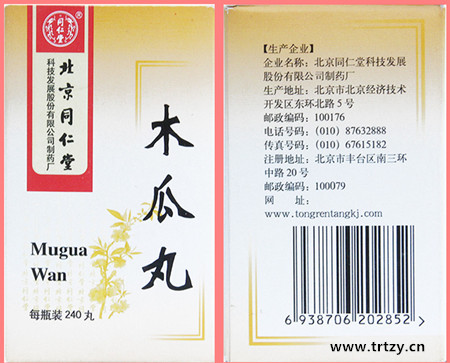 同仁堂
北京同仁堂
科技发展股份有限公司制药厂
木瓜丸
Mugua
Wan
每瓶装240丸
【生产企业】
企业名称：北京同仁堂科技发展
股份有限公司制药厂
生产地址：北京市北京经济技术
开发区东环北路5号
邮政编码：100176
电话号码：(010) 87632888
传真号码：(010) 67615182
注册地址：北京市丰台区南三环
中路20号
邮政编码：100079
网 址：
www.tongrentangkj.com
6 938706 202852
www.trtzy.cn